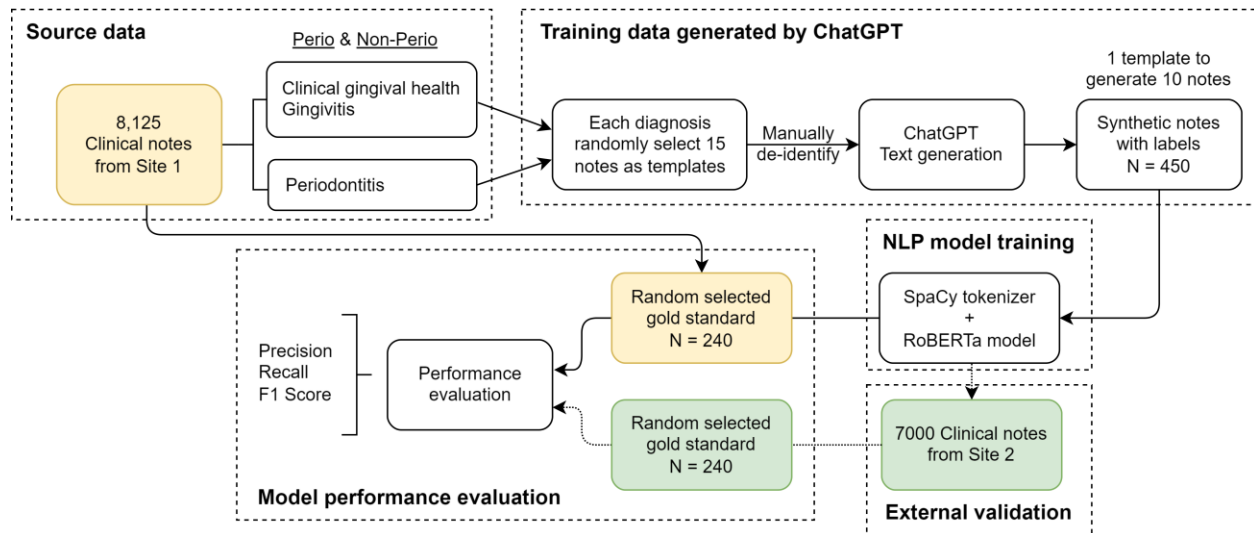 Source data
Perio & Non-Perio
8,125
Clinical notes
from Site 1
Clinical gingival health
Gingivitis
Periodontitis
Training data generated by ChatGPT
Each diagnosis
randomly select 15
notes as templates
Manually
de-identify
ChatGPT
Text generation
1 template to
generate 10 notes
Synthetic notes
with labels
N = 450
NLP model training
SpaCy tokenizer
+
RoBERTa model
Random selected
gold standard
N = 240
Precision
Recall
F1 Score
Performance
evaluation
Random selected
gold standard
N = 240
Model performance evaluation
7000 Clinical notes
from Site 2
External validation